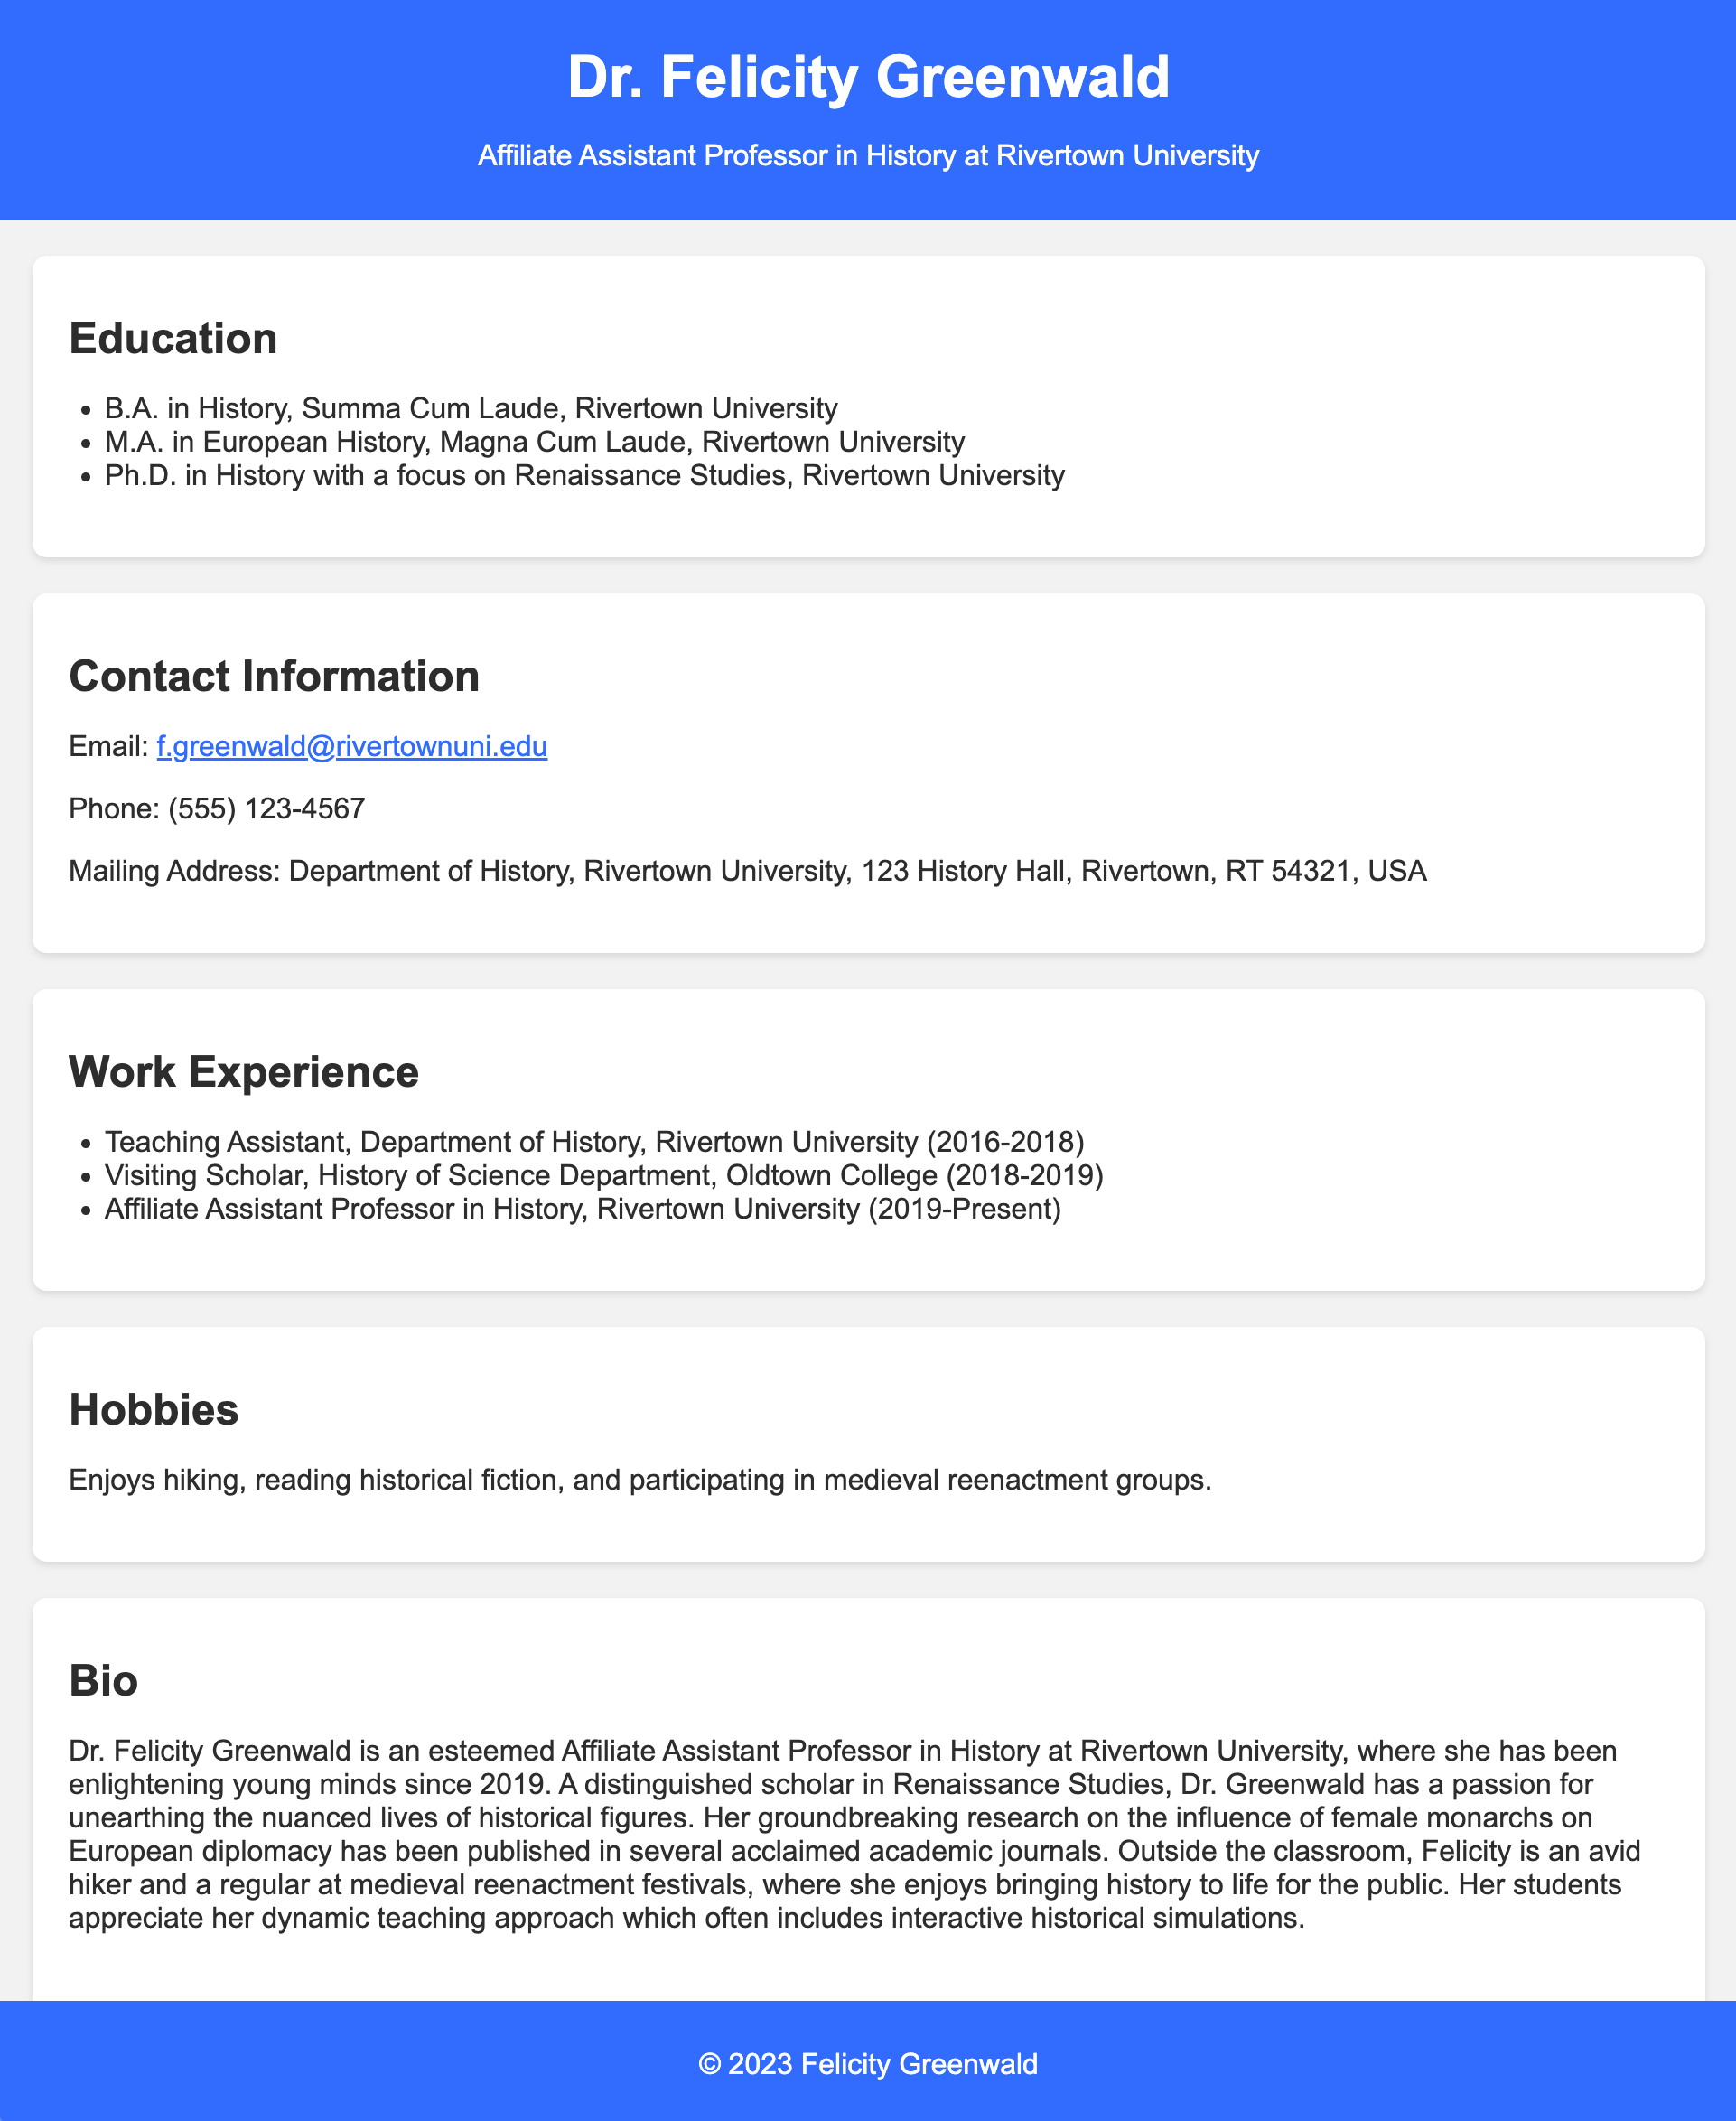 Dr. Felicity Greenwald
Affiliate Assistant Professor in History at Rivertown University
Education
• B.A. in History, Summa Cum Laude, Rivertown University
• M.A. in European History, Magna Cum Laude, Rivertown University
• Ph.D. in History with a focus on Renaissance Studies, Rivertown University
Contact Information
Email: f.greenwald@rivertownuni.edu
Phone: (555) 123-4567
Mailing Address: Department of History, Rivertown University, 123 History Hall, Rivertown, RT 54321, USA
Work Experience
• Teaching Assistant, Department of History, Rivertown University (2016-2018)
• Visiting Scholar, History of Science Department, Oldtown College (2018-2019)
• Affiliate Assistant Professor in History, Rivertown University (2019-Present)
Hobbies
Enjoys hiking, reading historical fiction, and participating in medieval reenactment groups.
Bio
Dr. Felicity Greenwald is an esteemed Affiliate Assistant Professor in History at Rivertown University, where she has been
enlightening young minds since 2019. A distinguished scholar in Renaissance Studies, Dr. Greenwald has a passion for
unearthing the nuanced lives of historical figures. Her groundbreaking research on the influence of female monarchs on
European diplomacy has been published in several acclaimed academic journals. Outside the classroom, Felicity is an avid
hiker and a regular at medieval reenactment festivals, where she enjoys bringing history to life for the public. Her students
appreciate her dynamic teaching approach which often includes interactive historical simulations.
© 2023 Felicity Greenwald